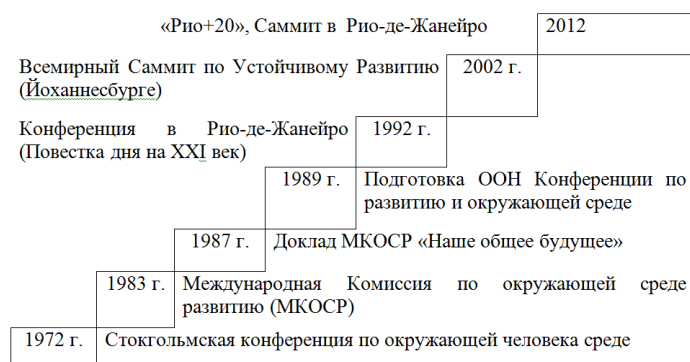 «Рио+20», Саммит в Рио-де-Жанейро 2012
Всемирный Саммит по Устойчивому Развитию 2002 г.
(Йоханнесбурге)
Конференция в Рио-де-Жанейро 1992 г.
(Повестка дня на XXI век)
1989 г. Подготовка ООН Конференции по
развитию и окружающей среде
1987 г. Доклад МКОСР «Наше общее будущее»
1983 г. Международная Комиссия по окружающей среде
развитию (МКОСР)
1972 г. Стокгольмская конференция по окружающей человека среде